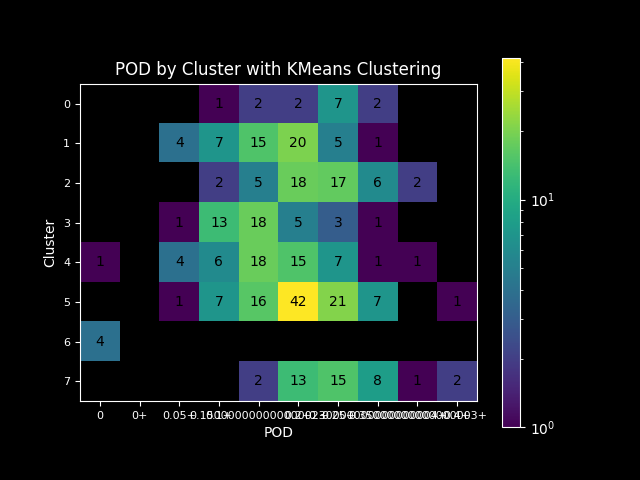 POD by Cluster with KMeans Clustering
0 1 2 2 7 2
1 4 7 15 20 5 1
2 2 5 18 17 6 2
3 1 13 18 5 3 1
4 1 4 6 18 15 7 1 1
5 1 7 16 42 21 7 1
6 4
7 2 13 15 8 1 2
Cluster
0 0+ 0.05+
POD
10¹
10⁰